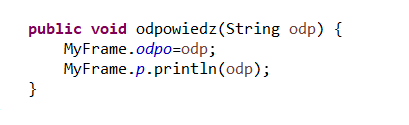 public void odpowiedz(String odp) {
MyFrame.odpo=odp;
MyFrame.p.println(odp);
}